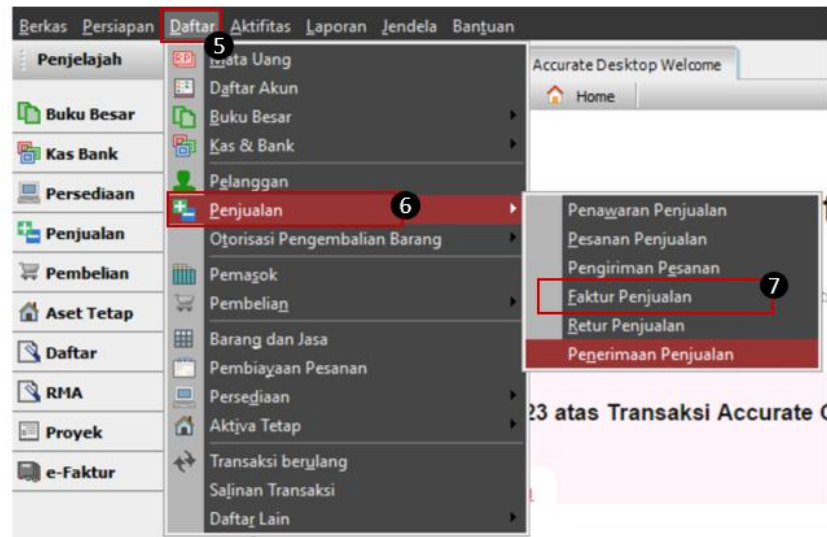 Berkas Persiapan Daftar Aktifitas Laporan Jendela Bantuan
5
Penjelajah
Buku Besar
Kas Bank
Persediaan
Penjualan
Pembelian
Aset Tetap
Daftar
RMA
Proyek
e-Faktur
Mata Uang
Daftar Akun
Buku Besar
Kas & Bank
Pelanggan
Penjualan 6
Otorisasi Pengembalian Barang
Pemasok
Pembelian
Barang dan Jasa
Pembiayaan Pesanan
Persediaan
Aktiva Tetap
Transaksi berulang
Salinan Transaksi
Daftar Lain
Accurate Desktop Welcome
Home
Penawaran Penjualan
Pesanan Penjualan
Pengiriman Pesanan
Faktur Penjualan 7
Retur Penjualan
Penerimaan Penjualan
23 atas Transaksi Accurate